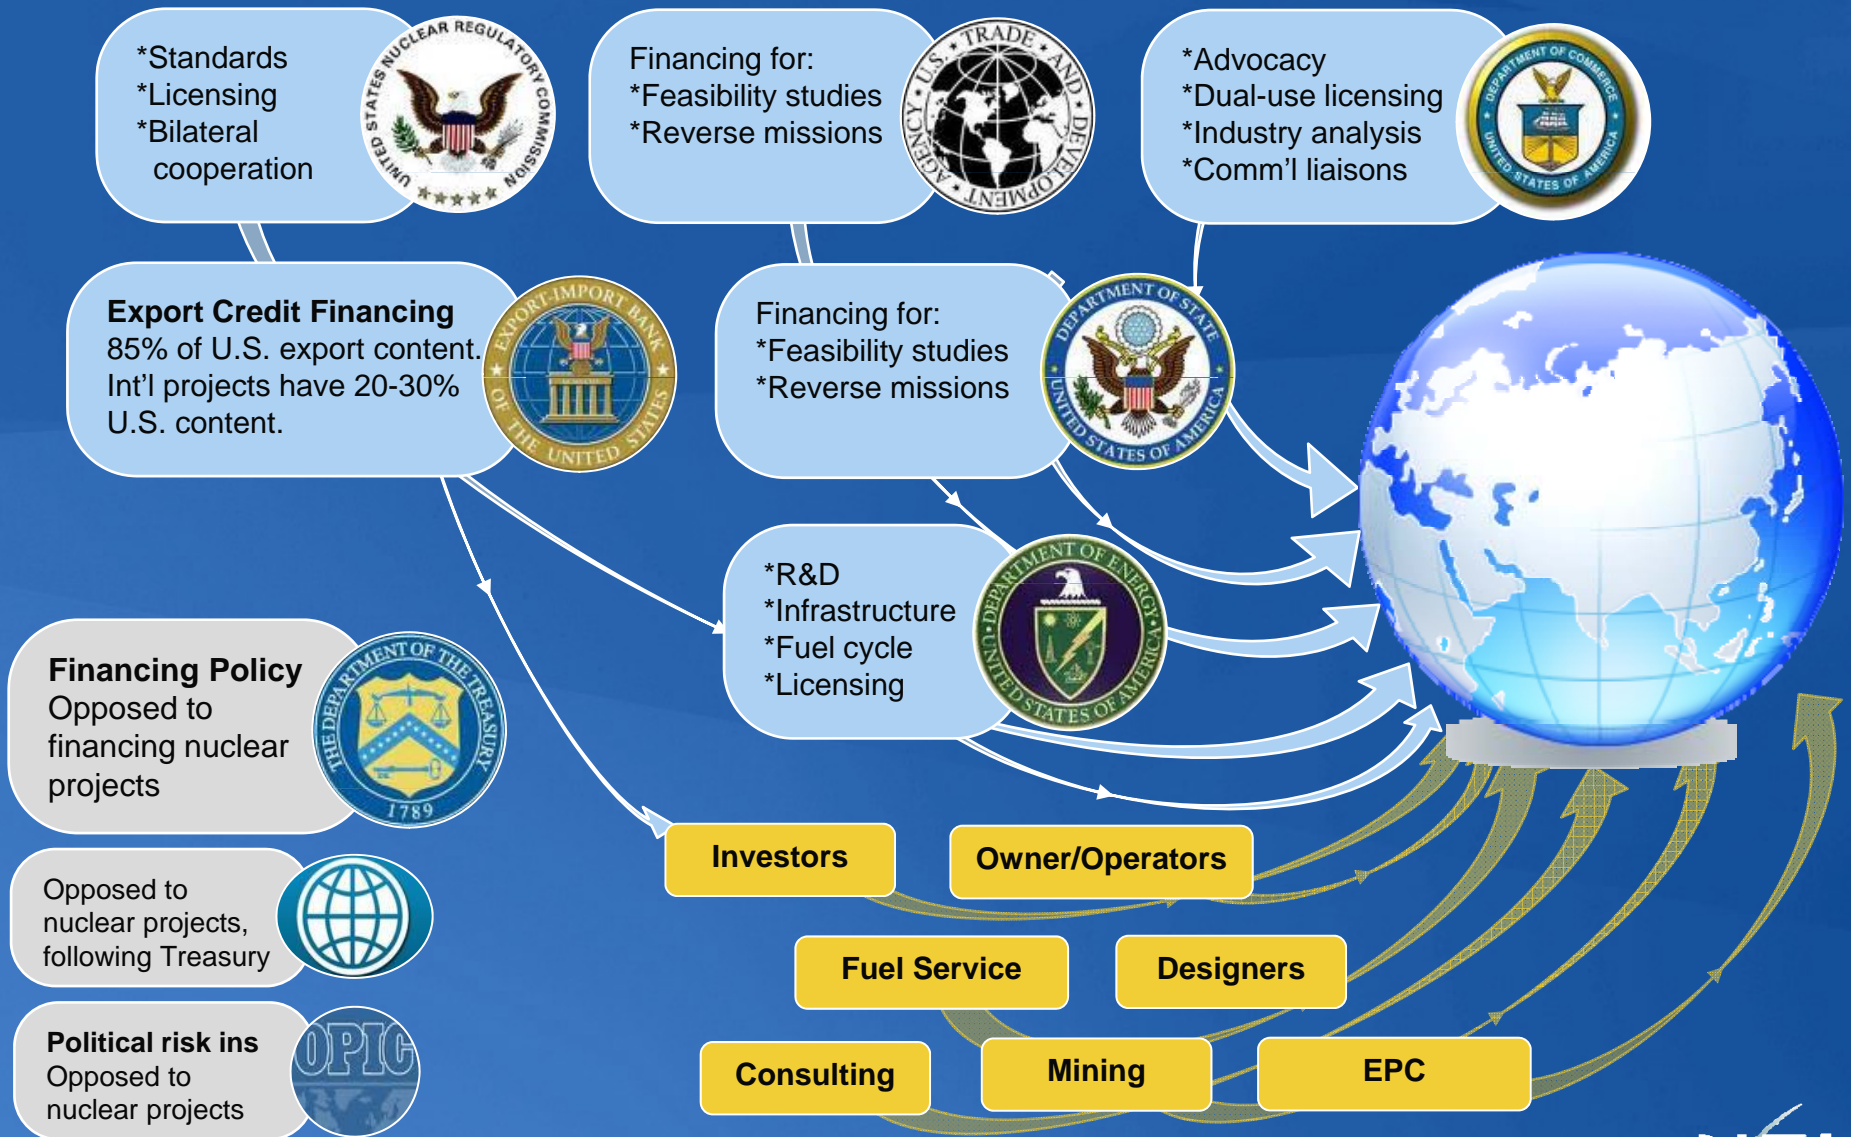 *Standards
*Licensing
*Bilateral
cooperation
UNITED STATES NUCLEAR REGULATORY COMMISSION
Financing for:
*Feasibility studies
*Reverse missions
U.S. TRADE AND DEVELOPMENT AGENCY
*Advocacy
*Dual-use licensing
*Industry analysis
*Comm'l liaisons
DEPARTMENT OF COMMERCE
UNITED STATES OF AMERICA
Export Credit Financing
85% of U.S. export content.
Int'l projects have 20-30%
U.S. content.
EXPORT-IMPORT BANK
OF THE UNITED STATES
Financing for:
*Feasibility studies
*Reverse missions
DEPARTMENT OF STATE
UNITED STATES OF AMERICA
*R&D
*Infrastructure
*Fuel cycle
*Licensing
DEPARTMENT OF ENERGY
UNITED STATES OF AMERICA
Financing Policy
Opposed to
financing nuclear
projects
THE DEPARTMENT OF THE TREASURY
1789
Investors
Owner/Operators
Opposed to
nuclear projects,
following Treasury
Fuel Service
Designers
Political risk ins
Opposed to
nuclear projects
OPIC
Consulting
Mining
EPC